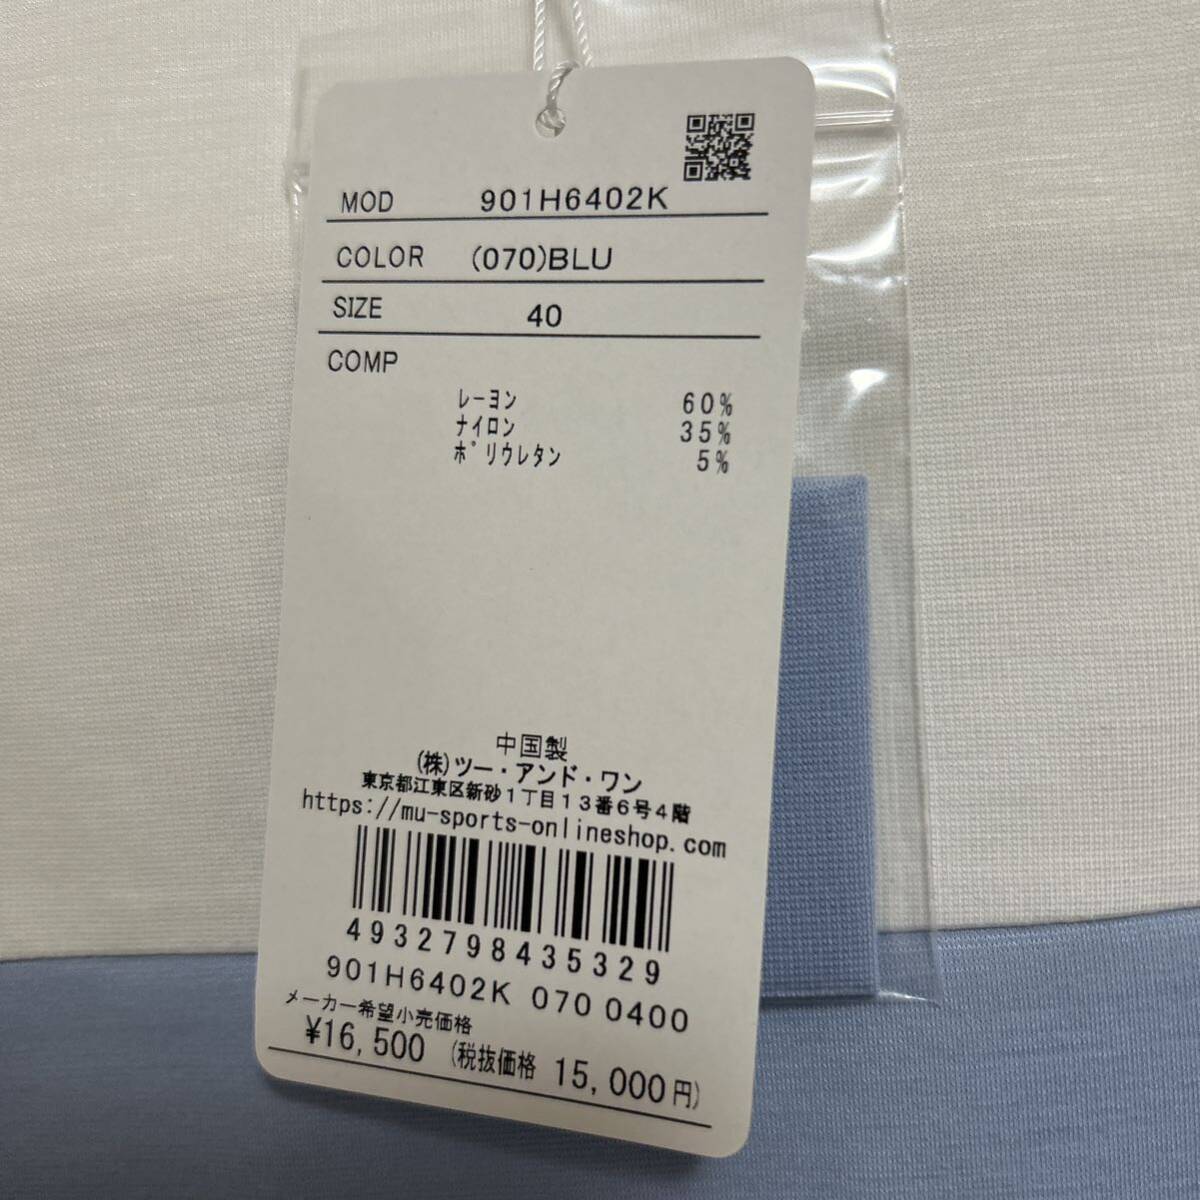 MOD 901H6402K
COLOR (070)BLU
SIZE 40
COMP
レーヨン 60%
ナイロン 35%
ポリウレタン 5%
中国製
(株)ツー・アンド・ワン
東京都江東区新砂1丁目13番6号4階
https://mu-sports-onlineshop.com
4932798435329
901H6402K 070 0400
メーカー希望小売価格
¥16,500 (税抜価格 15,000円)